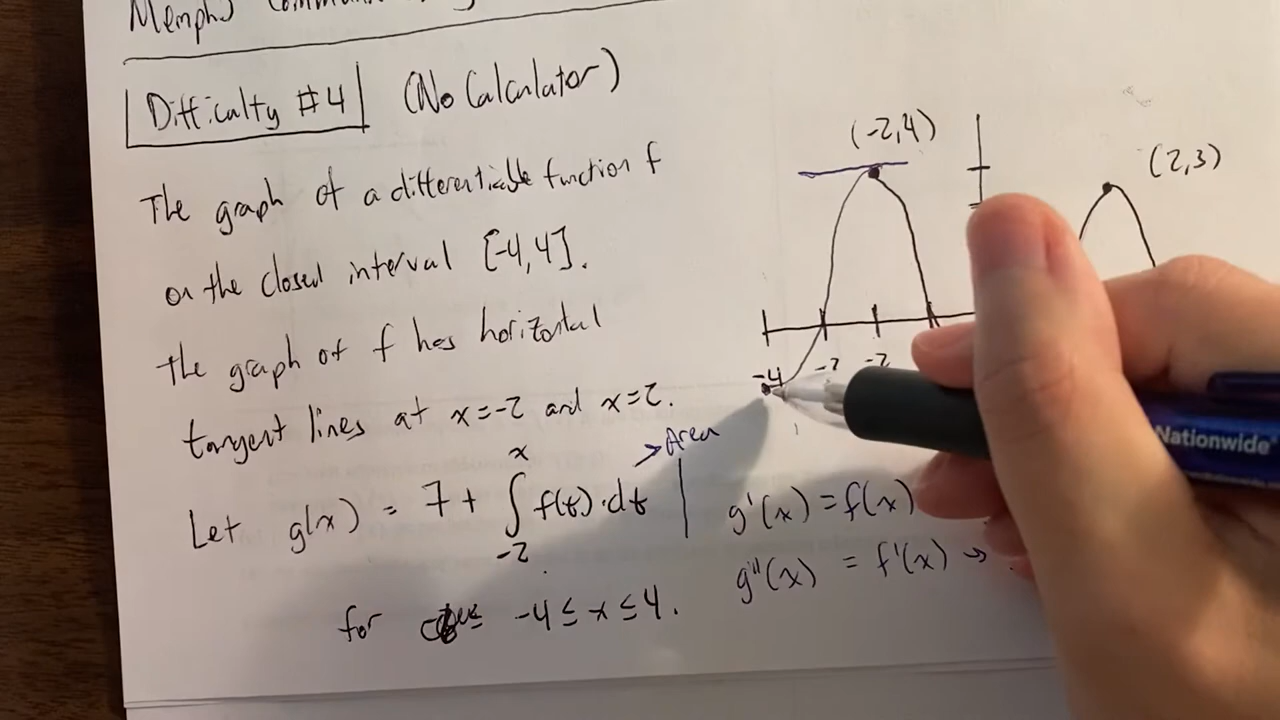 Difficulty #4 (No Calculator)
The graph of a differentiable function f
on the closed interval [-4,4].
the graph of f has horizontal
tangent lines at x=-2 and x=2.
Let g(x) = 7 + ∫ from -2 to x f(t)·dt
> Area
for -4 ≤ x ≤ 4.
g'(x) = f(x)
g''(x) = f'(x) →
(-2,4)
(2,3)
-4
-2
Nationwide®